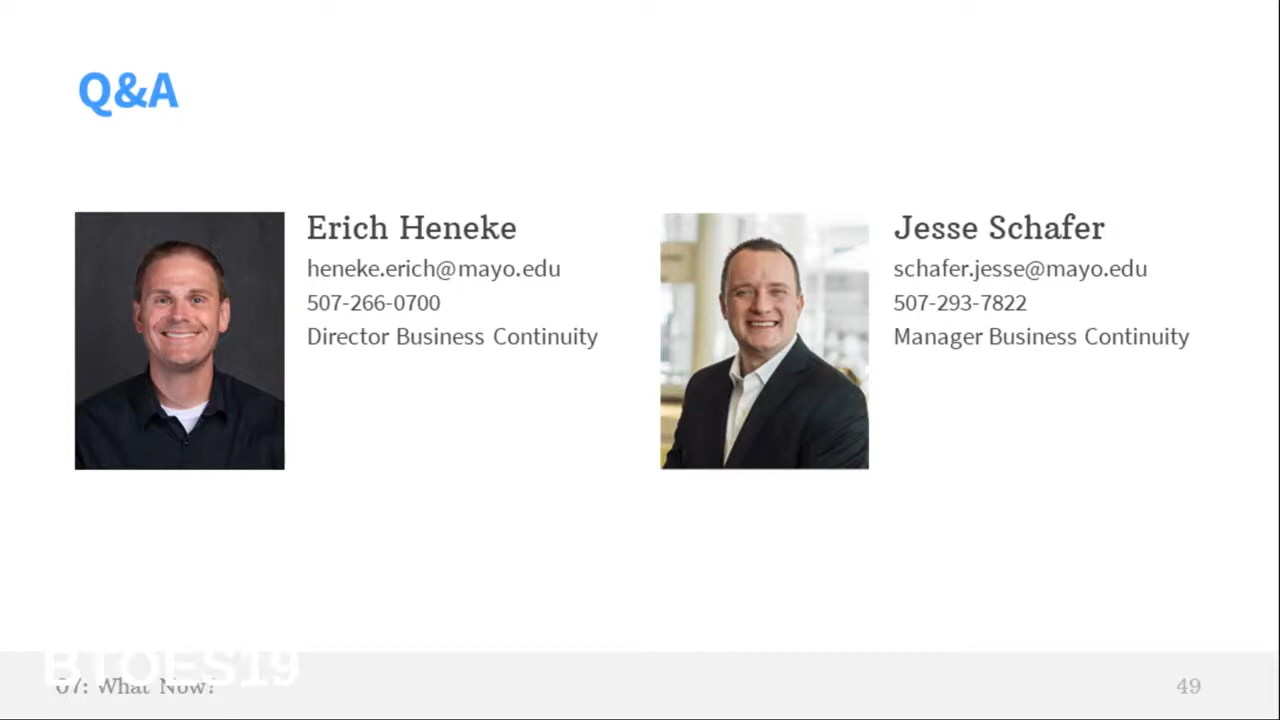 Q&A
Erich Heneke
heneke.erich@mayo.edu
507-266-0700
Director Business Continuity
Jesse Schafer
schafer.jesse@mayo.edu
507-293-7822
Manager Business Continuity
BTOES19
07: What Now?
49